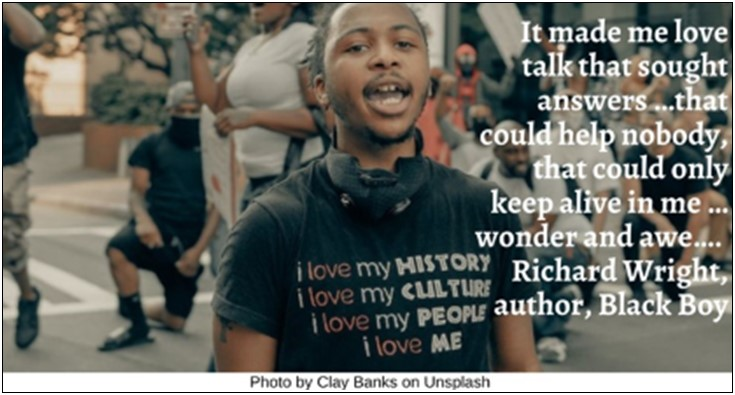 It made me love
talk that sought
answers ...that
could help nobody,
that could only
keep alive in me ...
wonder and awe....
Richard Wright,
author, Black Boy
i love my HISTORY
i love my CULTURE
i love my PEOPLE
i love ME
Photo by Clay Banks on Unsplash